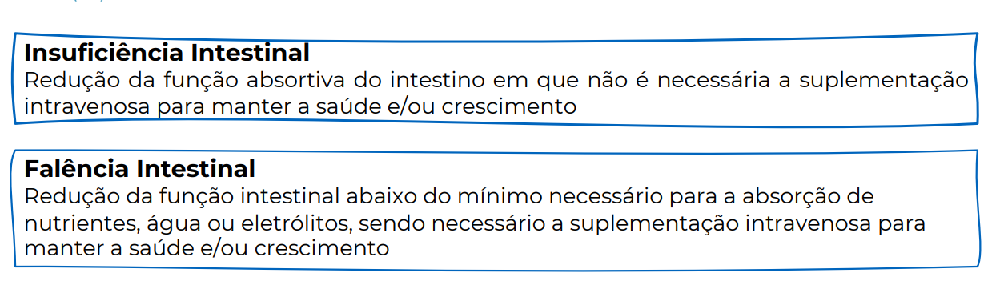 Insuficiência Intestinal
Redução da função absortiva do intestino em que não é necessária a suplementação
intravenosa para manter a saúde e/ou crescimento
Falência Intestinal
Redução da função intestinal abaixo do mínimo necessário para a absorção de
nutrientes, água ou eletrólitos, sendo necessário a suplementação intravenosa para
manter a saúde e/ou crescimento